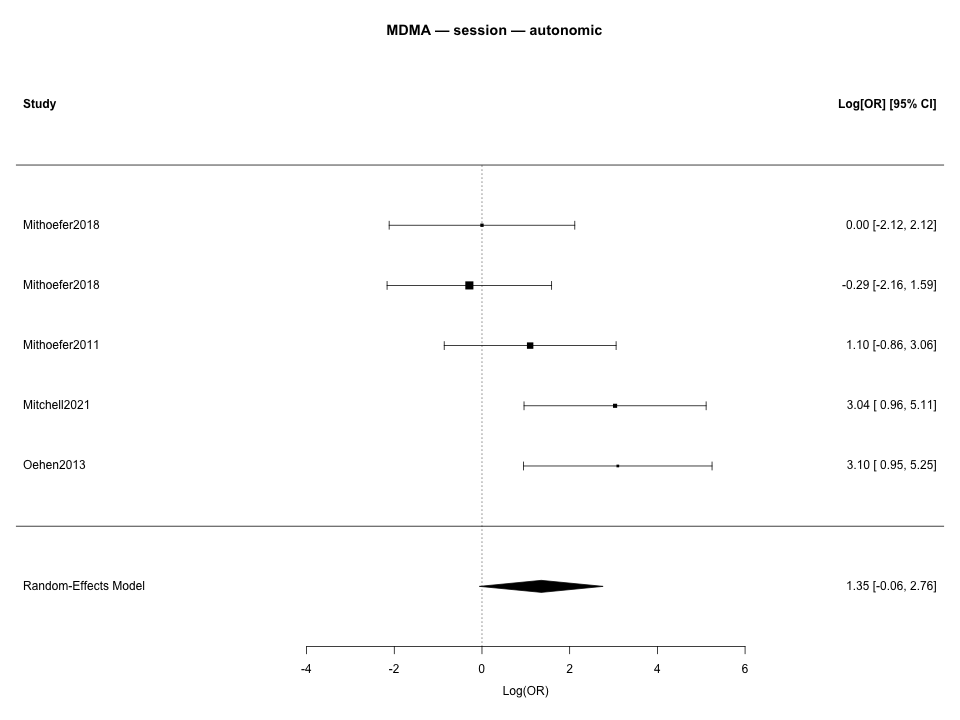 MDMA — session — autonomic
Study Log[OR] [95% CI]
Mithoefer2018 0.00 [-2.12, 2.12]
Mithoefer2018 -0.29 [-2.16, 1.59]
Mithoefer2011 1.10 [-0.86, 3.06]
Mitchell2021 3.04 [ 0.96, 5.11]
Oehen2013 3.10 [ 0.95, 5.25]
Random-Effects Model 1.35 [-0.06, 2.76]
-4 -2 0 2 4 6
Log(OR)